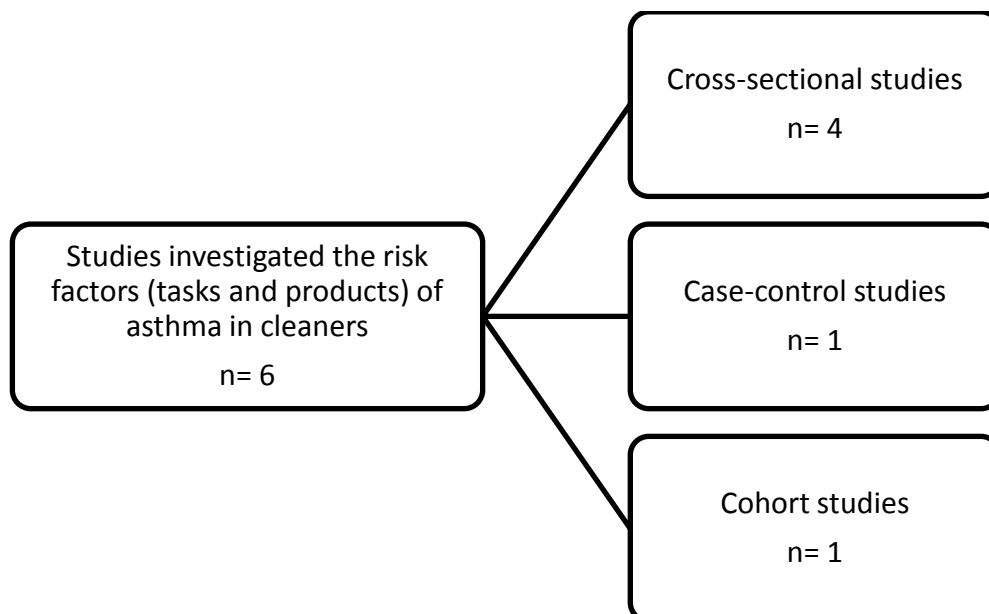 Studies investigated the risk
factors (tasks and products) of
asthma in cleaners
n= 6
Cross-sectional studies
n= 4
Case-control studies
n= 1
Cohort studies
n= 1